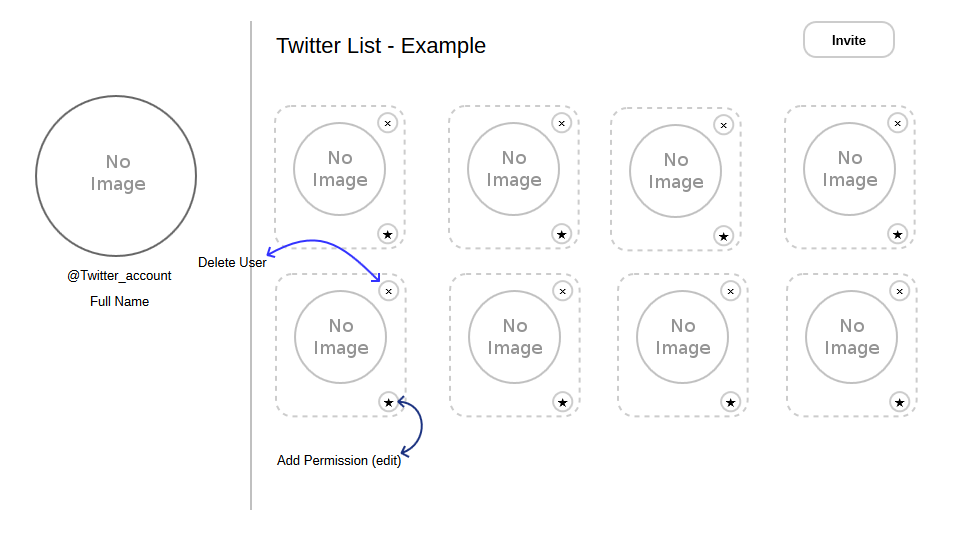 Twitter List - Example
Invite
No
Image
@Twitter_account
Full Name
×
No
Image
★
×
No
Image
★
×
No
Image
★
×
No
Image
★
Delete User
×
No
Image
★
×
No
Image
★
×
No
Image
★
×
No
Image
★
Add Permission (edit)